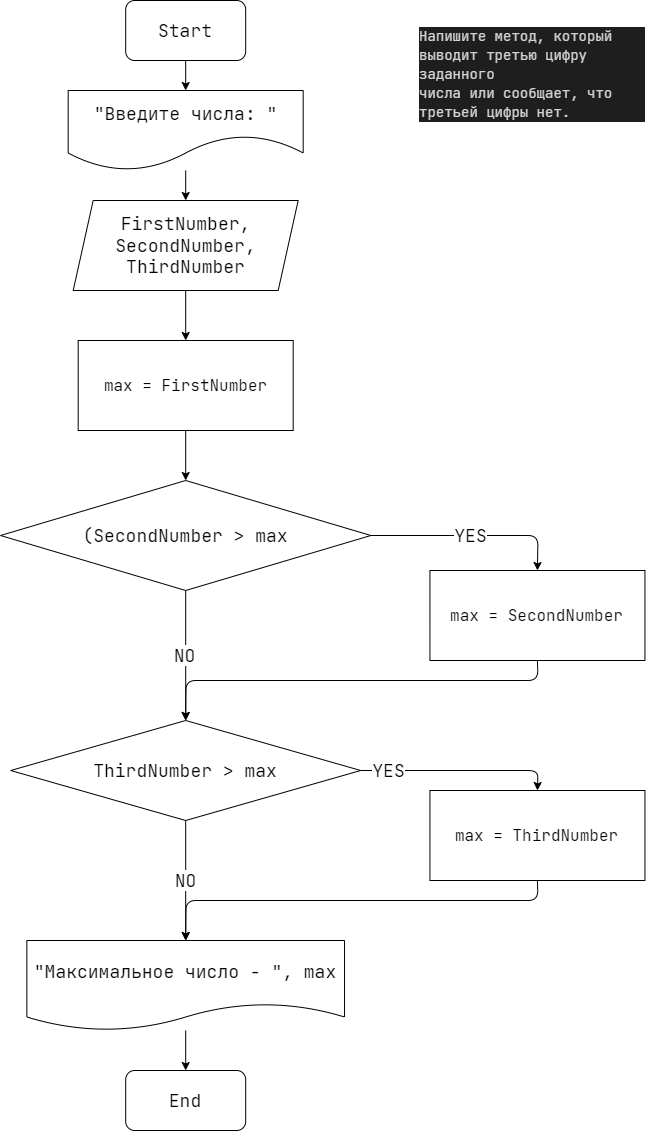 Start
Напишите метод, который
выводит третью цифру
заданного
числа или сообщает, что
третьей цифры нет.
"Введите числа: "
FirstNumber,
SecondNumber,
ThirdNumber
max = FirstNumber
(SecondNumber > max
YES
max = SecondNumber
NO
ThirdNumber > max
YES
max = ThirdNumber
NO
"Максимальное число - ", max
End